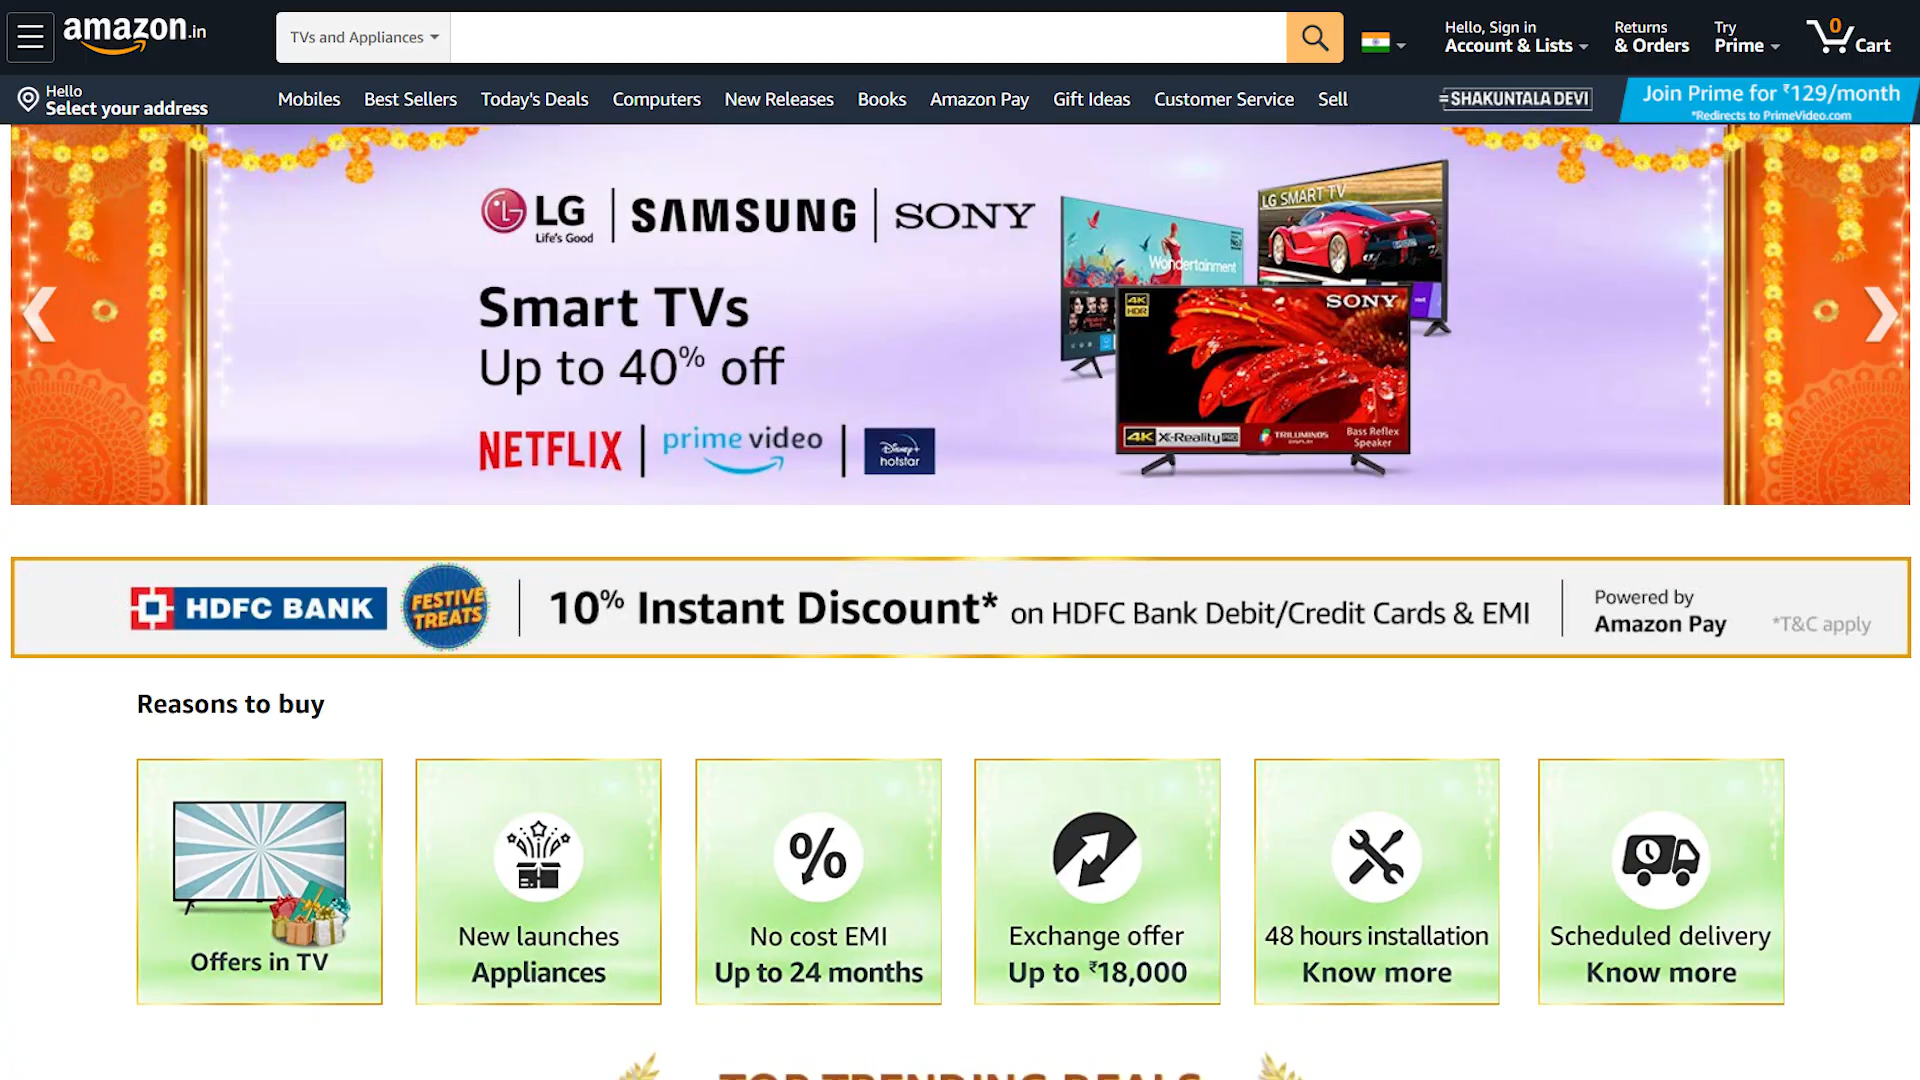 amazon.in
TVs and Appliances
Hello, Sign in
Account & Lists
Returns
& Orders
Try
Prime
0
Cart
Hello
Select your address
Mobiles
Best Sellers
Today's Deals
Computers
New Releases
Books
Amazon Pay
Gift Ideas
Customer Service
Sell
SHAKUNTALA DEVI
Join Prime for ₹129/month
*Redirects to PrimeVideo.com
LG
Life's Good
SAMSUNG
SONY
Smart TVs
Up to 40% off
NETFLIX
prime video
Disney+
hotstar
LG SMART TV
Wondertainment
4K
HDR
SONY
4K X-Reality PRO
TRILUMINOS
DISPLAY
Bass Reflex
Speaker
HDFC BANK
FESTIVE
TREATS
10% Instant Discount* on HDFC Bank Debit/Credit Cards & EMI
Powered by
Amazon Pay
*T&C apply
Reasons to buy
Offers in TV
New launches
Appliances
No cost EMI
Up to 24 months
Exchange offer
Up to ₹18,000
48 hours installation
Know more
Scheduled delivery
Know more
TOP TRENDING DEALS